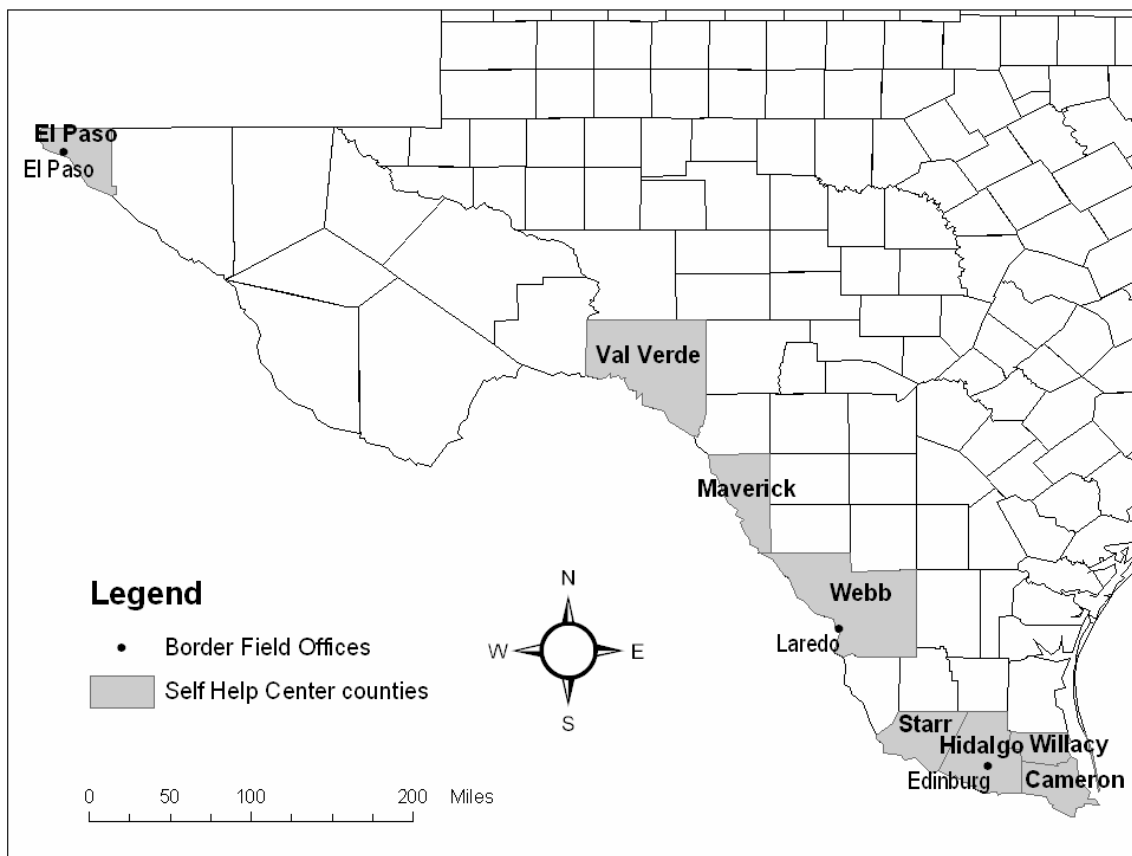 El Paso
El Paso
Val Verde
Maverick
Webb
Laredo
Starr
Hidalgo Willacy
Edinburg
Cameron
Legend
Border Field Offices
Self Help Center counties
N
W E
S
0 50 100 200 Miles